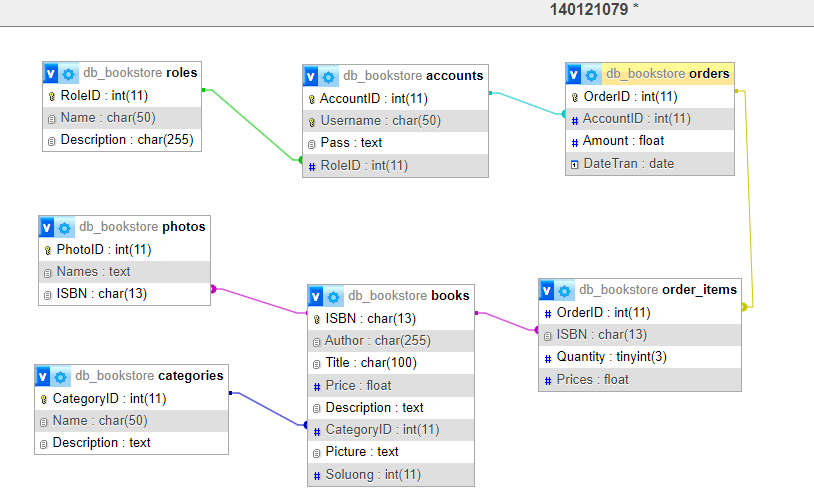 140121079 *
db_bookstore roles
RoleID : int(11)
Name : char(50)
Description : char(255)
db_bookstore accounts
AccountID : int(11)
Username : char(50)
Pass : text
RoleID : int(11)
db_bookstore orders
OrderID : int(11)
AccountID : int(11)
Amount : float
DateTran : date
db_bookstore photos
PhotoID : int(11)
Names : text
ISBN : char(13)
db_bookstore books
ISBN : char(13)
Author : char(255)
Title : char(100)
Price : float
Description : text
CategoryID : int(11)
Picture : text
Soluong : int(11)
db_bookstore order_items
OrderID : int(11)
ISBN : char(13)
Quantity : tinyint(3)
Prices : float
db_bookstore categories
CategoryID : int(11)
Name : char(50)
Description : text